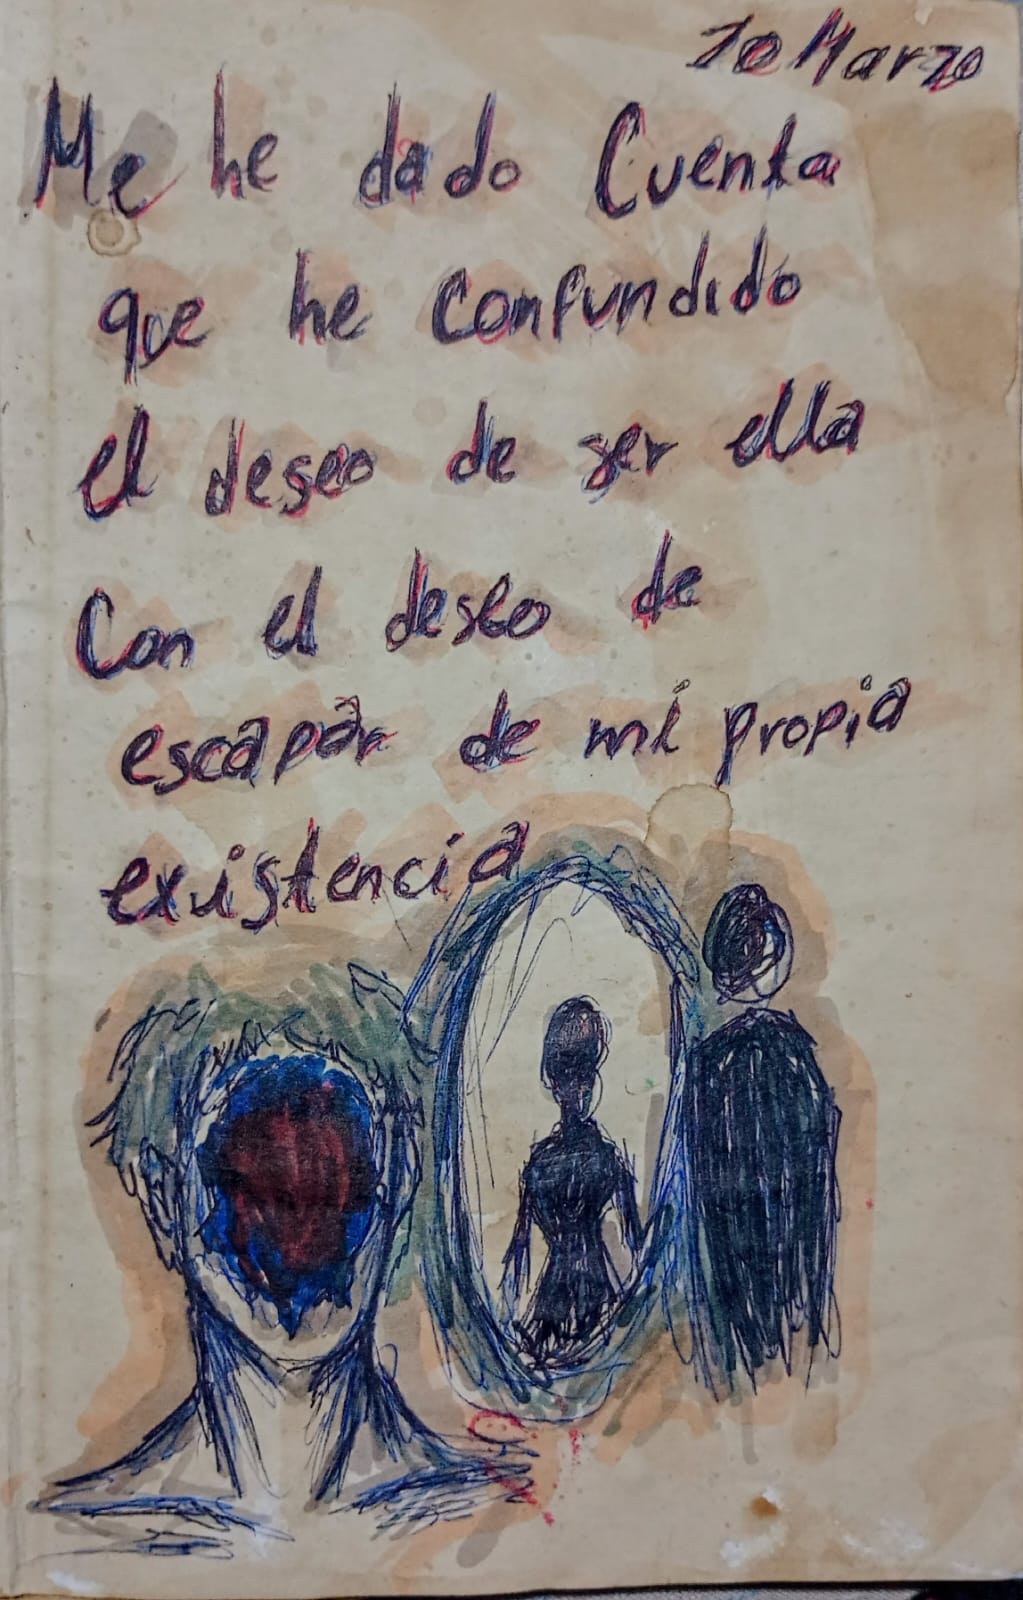 10 Marzo
Me he dado Cuenta
que he confundido
el deseo de ser ella
Con el deseo de
escapar de mi propia
existencia